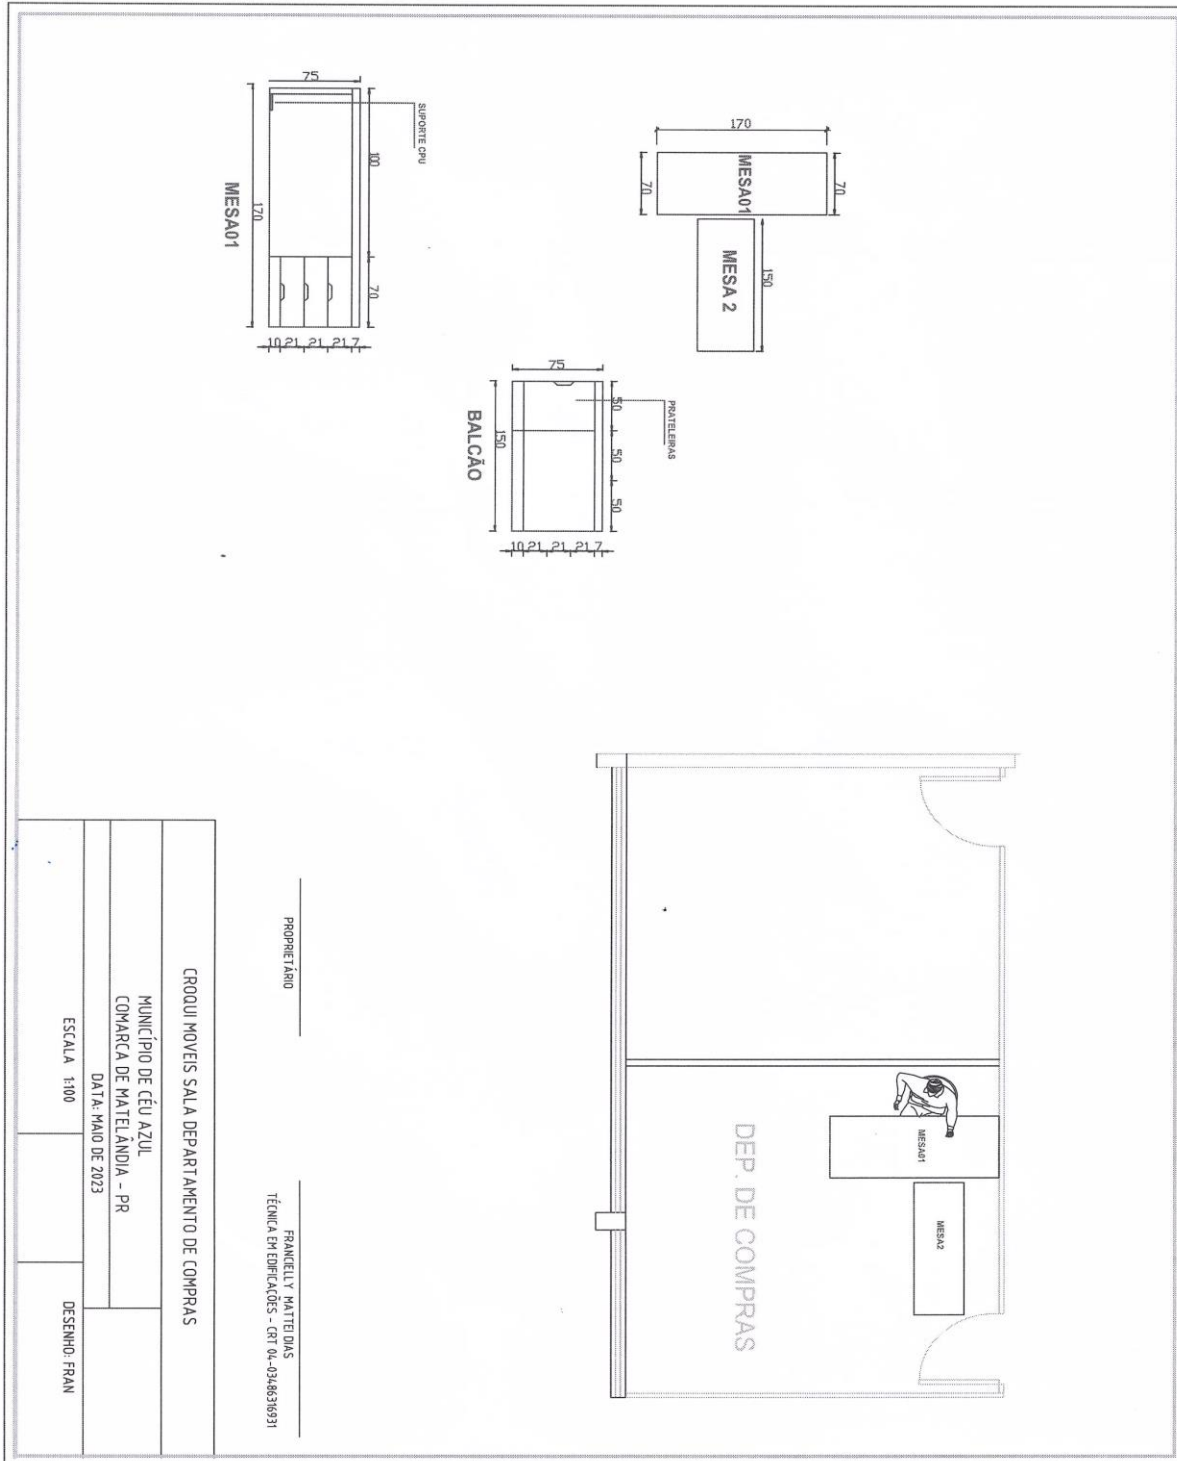 170
70
MESA01
70
MESA 2
150
75
SUPORTE CPU
100
70
170
MESA01
10 21 21 21 7
75
PRATELEIRAS
50
50
50
150
BALCÃO
10 21 21 21 7
MESA01
MESA2
DEP. DE COMPRAS
PROPRIETÁRIO
FRANCIELLY MATTEI DIAS
TÉCNICA EM EDIFICAÇÕES - CRT 04-03486316931
CROQUI MOVEIS SALA DEPARTAMENTO DE COMPRAS
MUNICÍPIO DE CÉU AZUL
COMARCA DE MATELÂNDIA - PR
DATA: MAIO DE 2023
ESCALA 1:100
DESENHO: FRAN